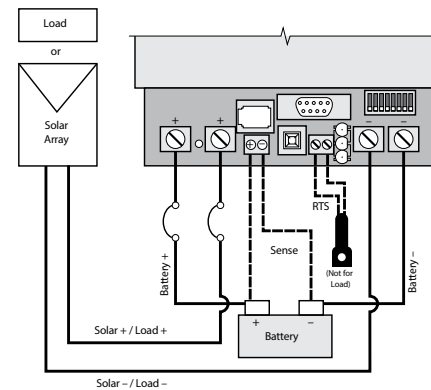 Load
or
Solar
Array
+
+
–
–
+
–
RTS
Sense
(Not for
Load)
Battery +
Battery –
+
–
Battery
Solar + / Load +
Solar – / Load –